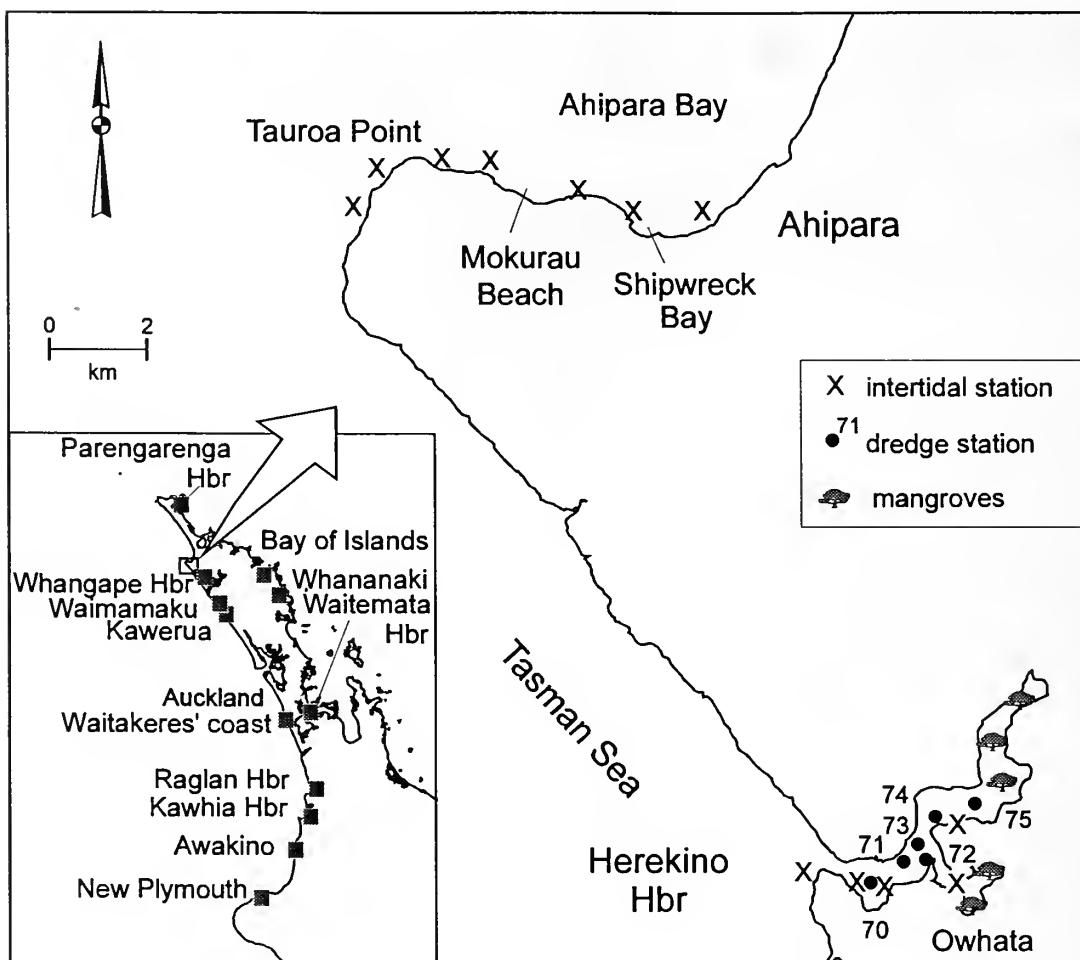 Ahipara Bay
Tauroa Point
X
X
X
X
X
X
X
Ahipara
Mokurau
Beach
Shipwreck
Bay
0 2
km
X intertidal station
71 dredge station
mangroves
Parengarenga
Hbr
Bay of Islands
Whangape Hbr
Whananaki
Waimamaku
Waitemata
Kawerua
Hbr
Auckland
Waitakeres' coast
Raglan Hbr
Kawhia Hbr
Awakino
New Plymouth
Tasman Sea
Herekino
Hbr
74
73
75
71
72
X
X
X
X
X
70
Owhata